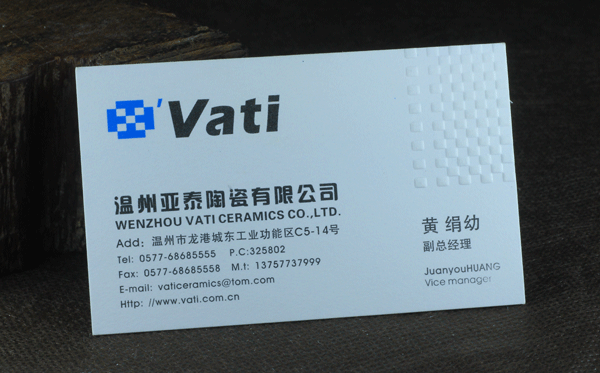 'Vati
温州亚泰陶瓷有限公司
WENZHOU VATI CERAMICS CO.,LTD.
Add: 温州市龙港城东工业功能区C5-14号
Tel: 0577-68685555 P.C:325802
Fax: 0577-68685558 M.t: 13757737999
E-mail: vaticeramics@tom.com
Http: //www.vati.com.cn
黄 绢幼
副总经理
JuanyouHUANG
Vice manager